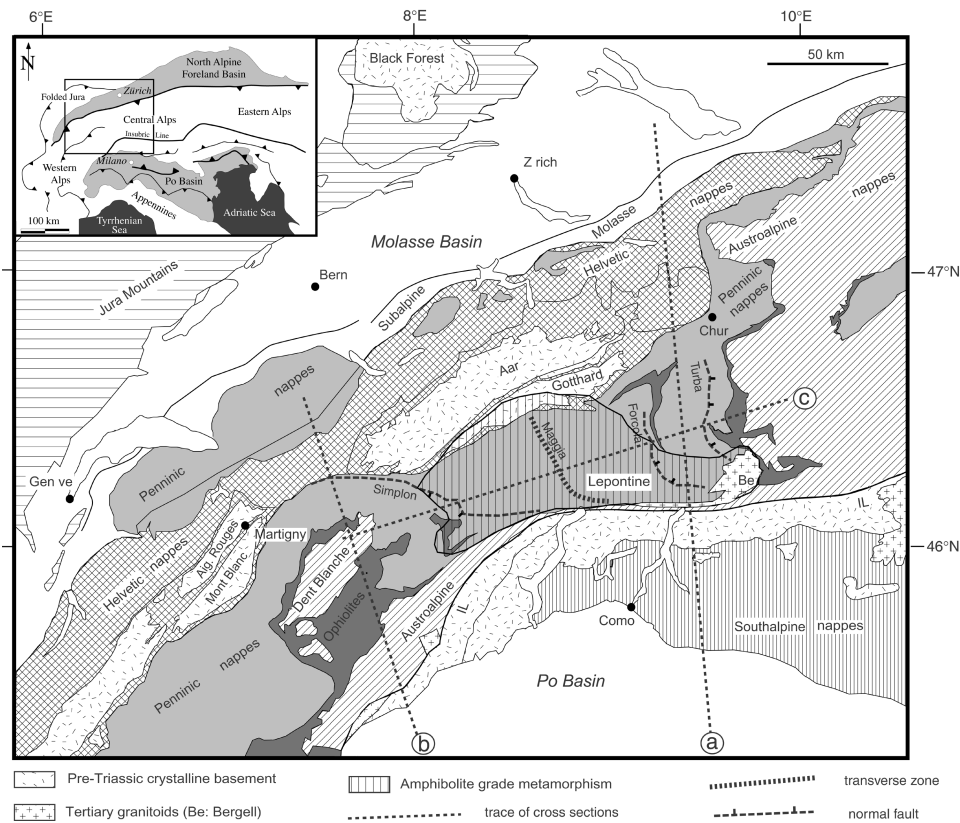 6°E
8°E
10°E
50 km
N
North Alpine
Foreland Basin
Zürich
Folded Jura
Central Alps
Eastern Alps
Insubric Line
Milano
Western
Alps
Po Basin
Appennines
Adriatic Sea
Tyrrhenian
Sea
100 km
Black Forest
Z rich
Molasse Basin
Molasse
nappes
nappes
Austroalpine
Helvetic
Jura Mountains
Bern
Subalpine
47°N
Penninic
nappes
Chur
Aar
Gotthard
Turba
nappes
Forcola
Maggia
c
Penninic
Gen ve
Simplon
Lepontine
Be
IL
Martigny
Aig. Rouges
Mont Blanc
Helvetic nappes
46°N
Dent Blanche
Ophiolites
Austroalpine
IL
Como
Southalpine nappes
nappes
Penninic
Po Basin
b
a
Pre-Triassic crystalline basement
Amphibolite grade metamorphism
transverse zone
Tertiary granitoids (Be: Bergell)
trace of cross sections
normal fault